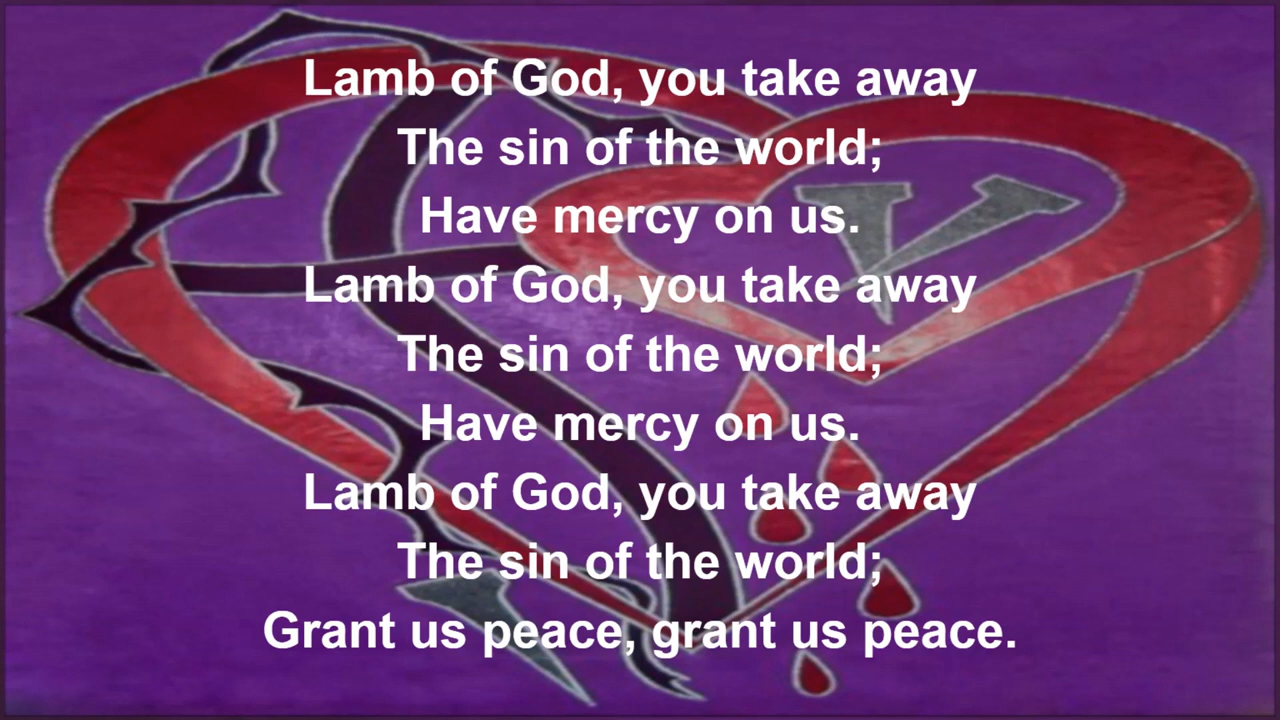 Lamb of God, you take away
The sin of the world;
Have mercy on us.
Lamb of God, you take away
The sin of the world;
Have mercy on us.
Lamb of God, you take away
The sin of the world;
Grant us peace, grant us peace.